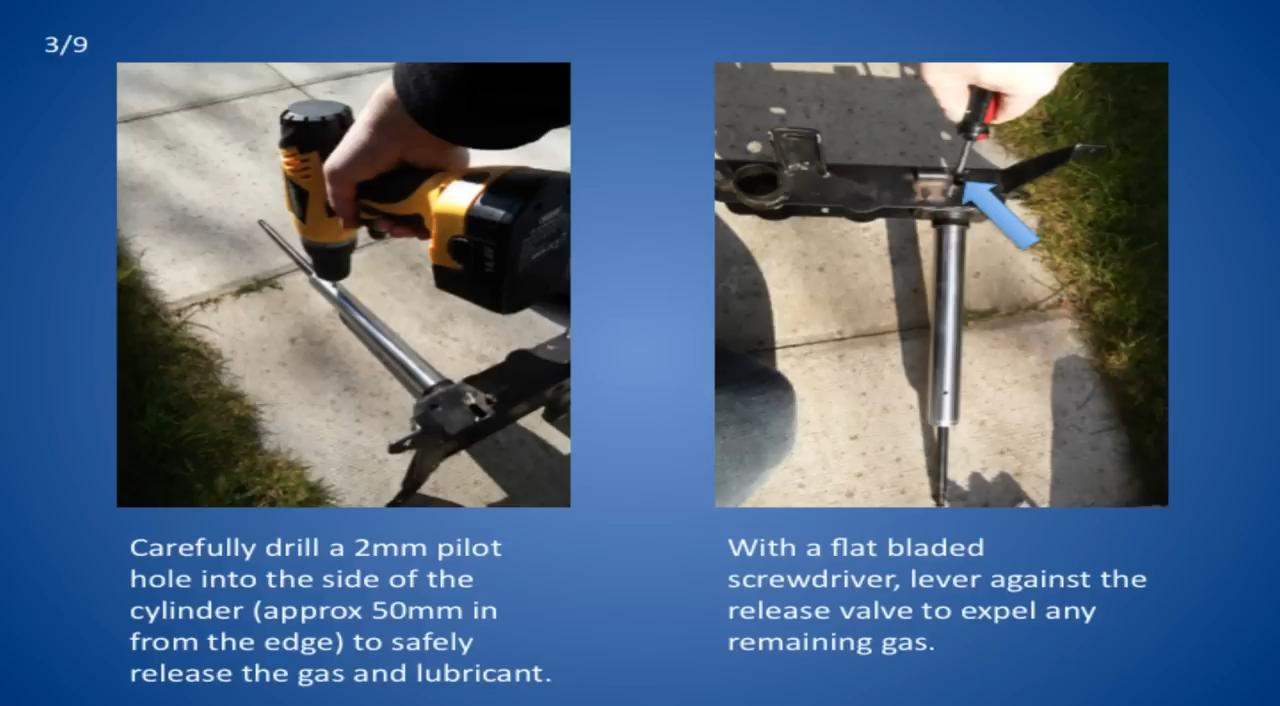 3/9
Carefully drill a 2mm pilot
hole into the side of the
cylinder (approx 50mm in
from the edge) to safely
release the gas and lubricant.
With a flat bladed
screwdriver, lever against the
release valve to expel any
remaining gas.